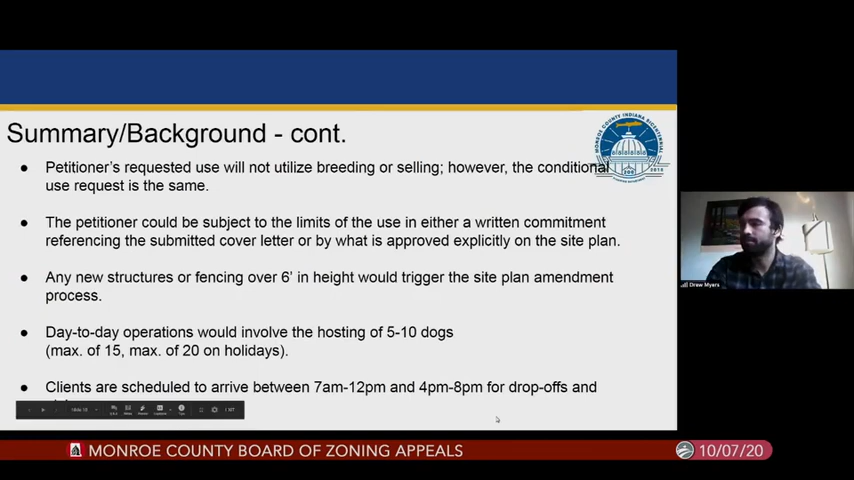 Summary/Background - cont.
● Petitioner's requested use will not utilize breeding or selling; however, the conditional
use request is the same.
● The petitioner could be subject to the limits of the use in either a written commitment
referencing the submitted cover letter or by what is approved explicitly on the site plan.
● Any new structures or fencing over 6' in height would trigger the site plan amendment
process.
● Day-to-day operations would involve the hosting of 5-10 dogs
(max. of 15, max. of 20 on holidays).
● Clients are scheduled to arrive between 7am-12pm and 4pm-8pm for drop-offs and
MONROE COUNTY INDIANA BICENTENNIAL
Drew Myers
MONROE COUNTY BOARD OF ZONING APPEALS
10/07/20